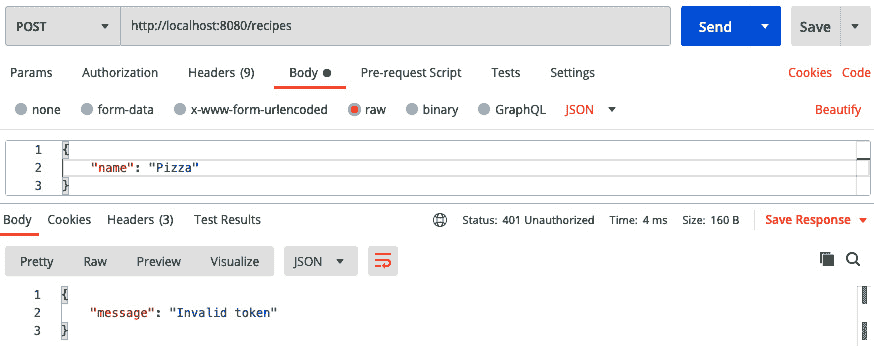 POST http://localhost:8080/recipes Send Save
Params Authorization Headers (9) Body Pre-request Script Tests Settings Cookies Code
none form-data x-www-form-urlencoded raw binary GraphQL JSON Beautify
1 {
2 "name": "Pizza"
3 }
Body Cookies Headers (3) Test Results Status: 401 Unauthorized Time: 4 ms Size: 160 B Save Response
Pretty Raw Preview Visualize JSON
1 {
2 "message": "Invalid token"
3 }